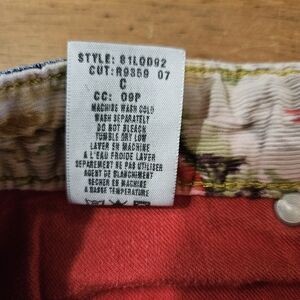 STYLE: 81L0092
CUT: R9359 07
C
CC: 09P
MACHINE WASH COLD
WASH SEPARATELY
DO NOT BLEACH
TUMBLE DRY LOW
LAVER EN MACHINE
A L'EAU FROIDE LAVER
SEPAREMENT NE PAS UTILISER
AGENT DE BLANCHIMENT
SECHER EN MACHINE
A BASSE TEMPERATURE